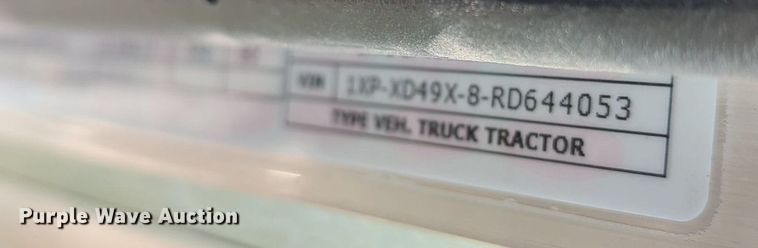 VIN 1XP-XD49X-8-RD644053
TYPE VEH. TRUCK TRACTOR
Purple Wave Auction